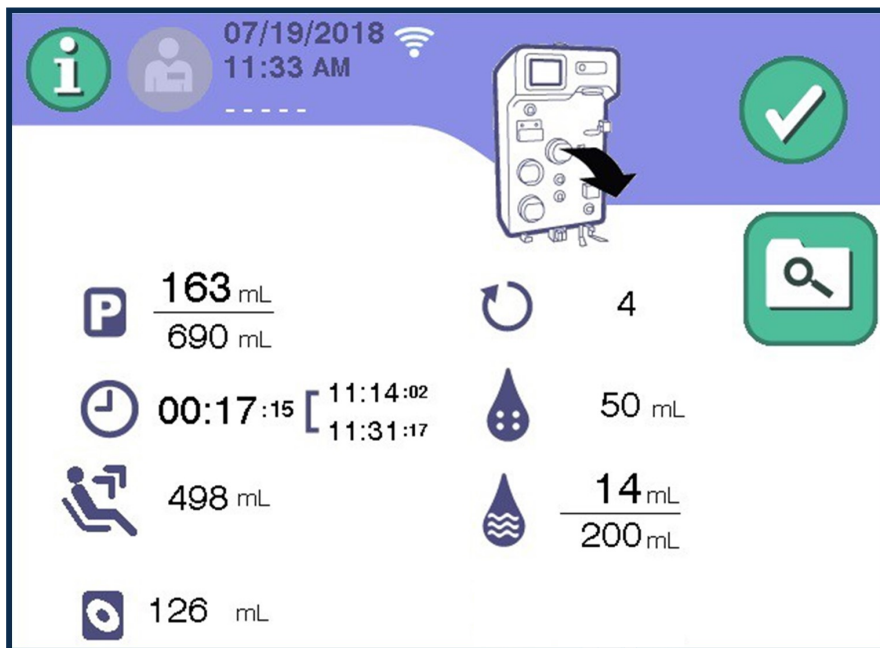 07/19/2018
11:33 AM
- - - - -
P 163 mL
690 mL
4
00:17:15 [ 11:14:02
11:31:17
50 mL
498 mL
14 mL
200 mL
126 mL